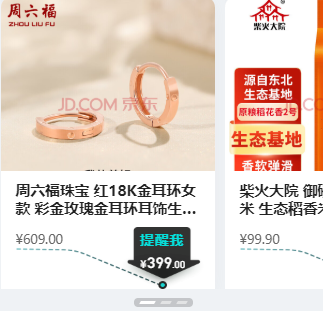 周六福
ZHOU LIU FU
JD.COM 京东
周六福珠宝 红18K金耳环女
款 彩金玫瑰金耳环耳饰生...
¥609.00
提醒我
¥399.00
柴火大院
源自东北
生态基地
原粮稻花香2号
生态基地
香软弹滑
JD.COM
柴火大院 御
米 生态稻香
¥99.90